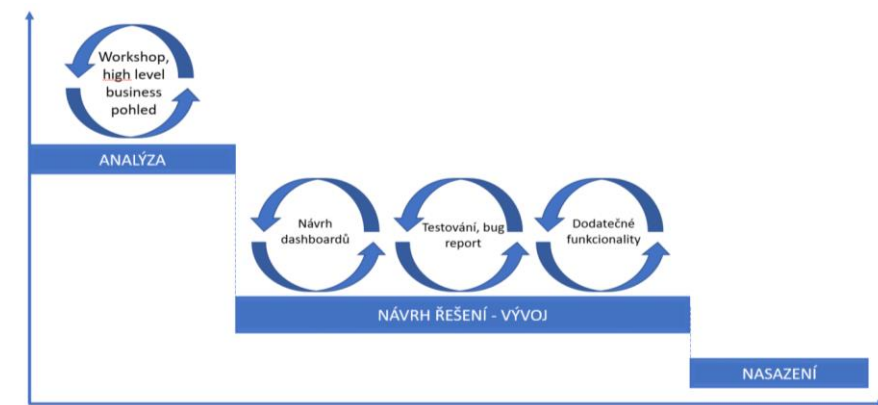 Workshop,
high level
business
pohled
ANALÝZA
Návrh
dashboardů
Testování, bug
report
Dodatečné
funkcionality
NÁVRH ŘEŠENÍ - VÝVOJ
NASAZENÍ